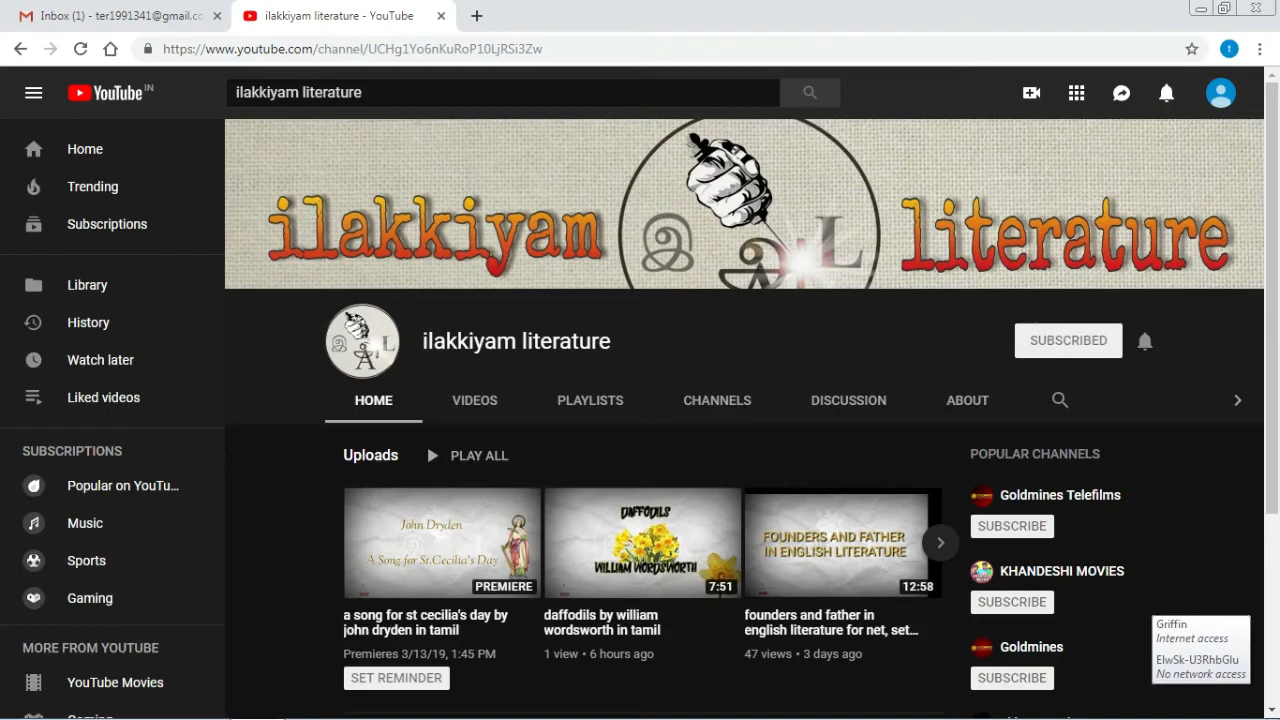 Inbox (1) - ter1991341@gmail.co
ilakkiyam literature - YouTube
https://www.youtube.com/channel/UCHg1Yo6nKuRoP10LjRSi3Zw
t
YouTube IN
ilakkiyam literature
Home
Trending
Subscriptions
Library
History
Watch later
Liked videos
SUBSCRIPTIONS
Popular on YouTu...
Music
Sports
Gaming
MORE FROM YOUTUBE
YouTube Movies
Gaming
ilakkiyam இ அ A L literature
இ A L
ilakkiyam literature
SUBSCRIBED
HOME VIDEOS PLAYLISTS CHANNELS DISCUSSION ABOUT
Uploads PLAY ALL
John Dryden
A Song for St.Cecilia's Day
PREMIERE
a song for st cecilia's day by
john dryden in tamil
Premieres 3/13/19, 1:45 PM
SET REMINDER
DAFFODILS
WILLIAM WORDSWORTH
7:51
daffodils by william
wordsworth in tamil
1 view • 6 hours ago
FOUNDERS AND FATHER
IN ENGLISH LITERATURE
12:58
founders and father in
english literature for net, set...
47 views • 3 days ago
POPULAR CHANNELS
Goldmines Telefilms
SUBSCRIBE
KHANDESHI MOVIES
SUBSCRIBE
Goldmines
SUBSCRIBE
Griffin
Internet access
ElwSk-U3RhbGlu
No network access